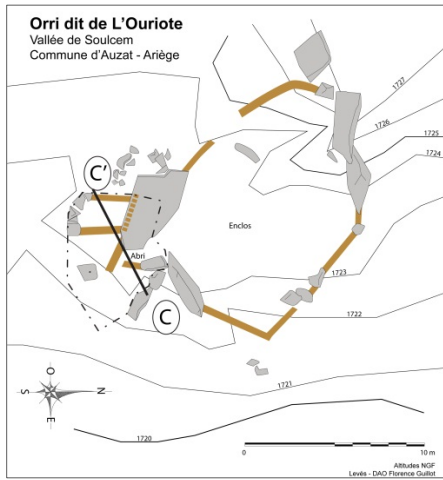 Orri dit de L'Ouriote
Vallée de Soulcem
Commune d'Auzat - Ariège
1727
1726
1725
1724
C'
Enclos
Abri
1723
C
1722
1721
O
N
S
E
1720
0
10 m
Altitudes NGF
Levés - DAO Florence Guillot